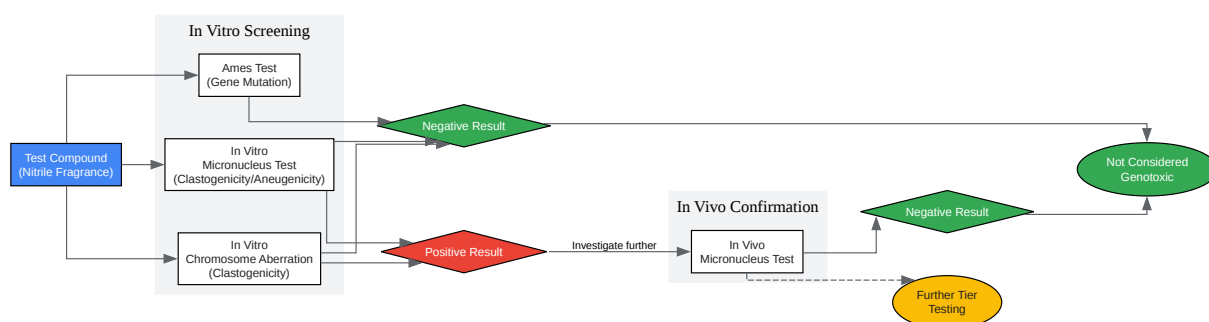 In Vitro Screening
Ames Test
(Gene Mutation)
Negative Result
Test Compound
(Nitrile Fragrance)
In Vitro
Micronucleus Test
(Clastogenicity/Aneugenicity)
Not Considered
Genotoxic
In Vivo Confirmation
Negative Result
In Vitro
Chromosome Aberration
(Clastogenicity)
Positive Result
Investigate further
In Vivo
Micronucleus Test
Further Tier
Testing